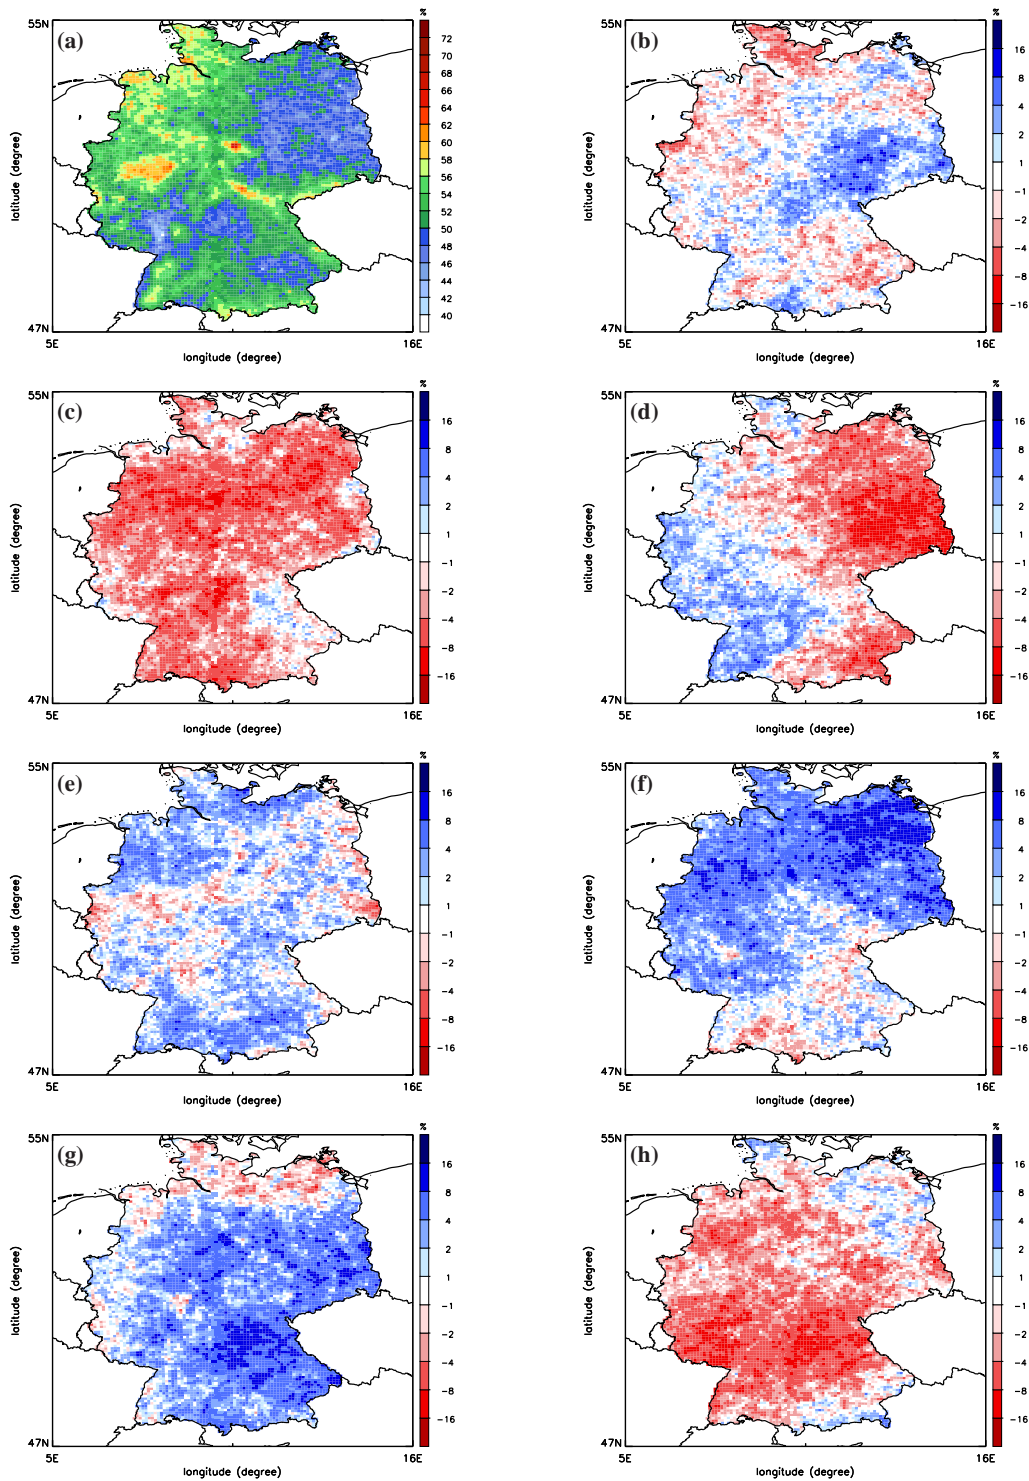 %
55N
(a)
72
70
68
66
64
62
60
58
56
54
52
50
48
46
44
42
40
latitude (degree)
47N
5E
16E
longitude (degree)
%
55N
(b)
16
8
4
2
1
-1
-2
-4
-8
-16
latitude (degree)
47N
5E
16E
longitude (degree)
%
55N
(c)
16
8
4
2
1
-1
-2
-4
-8
-16
latitude (degree)
47N
5E
16E
longitude (degree)
%
55N
(d)
16
8
4
2
1
-1
-2
-4
-8
-16
latitude (degree)
47N
5E
16E
longitude (degree)
%
55N
(e)
16
8
4
2
1
-1
-2
-4
-8
-16
latitude (degree)
47N
5E
16E
longitude (degree)
%
55N
(f)
16
8
4
2
1
-1
-2
-4
-8
-16
latitude (degree)
47N
5E
16E
longitude (degree)
%
55N
(g)
16
8
4
2
1
-1
-2
-4
-8
-16
latitude (degree)
47N
5E
16E
longitude (degree)
%
55N
(h)
16
8
4
2
1
-1
-2
-4
-8
-16
latitude (degree)
47N
5E
16E
longitude (degree)